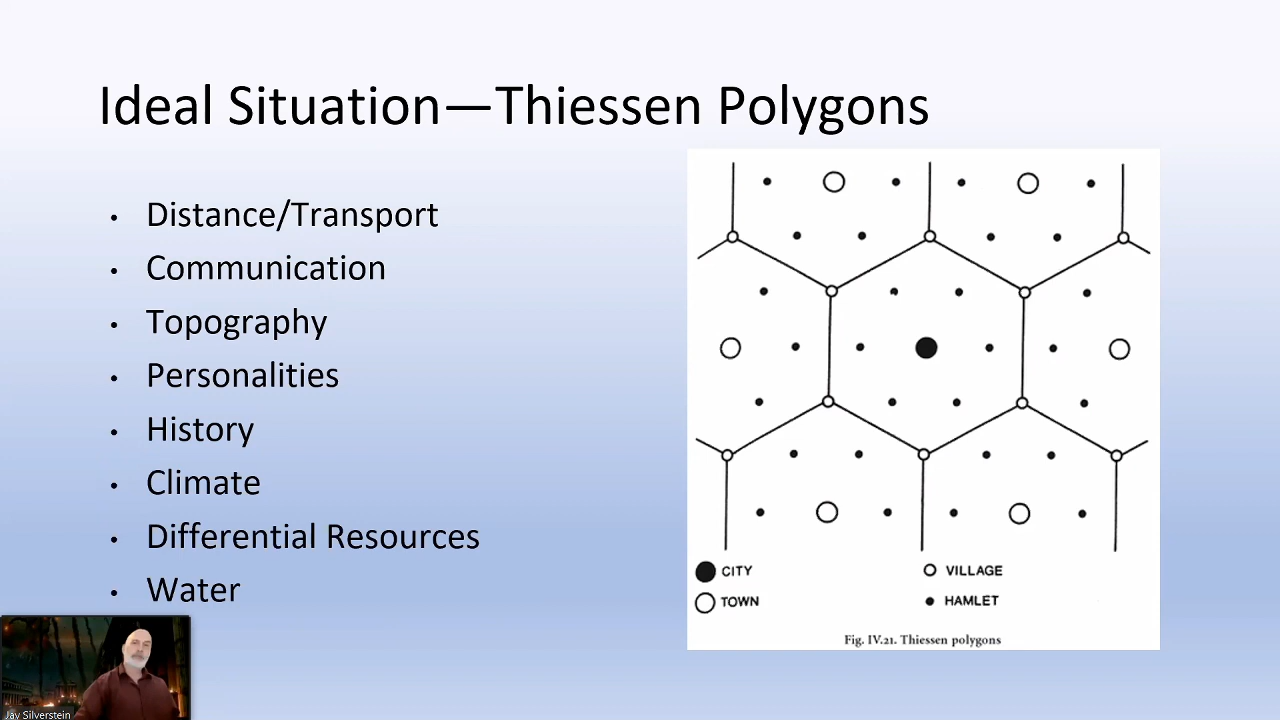 Ideal Situation—Thiessen Polygons
• Distance/Transport
• Communication
• Topography
• Personalities
• History
• Climate
• Differential Resources
• Water
CITY
VILLAGE
TOWN
HAMLET
Fig. IV.21. Thiessen polygons
Jay Silverstein